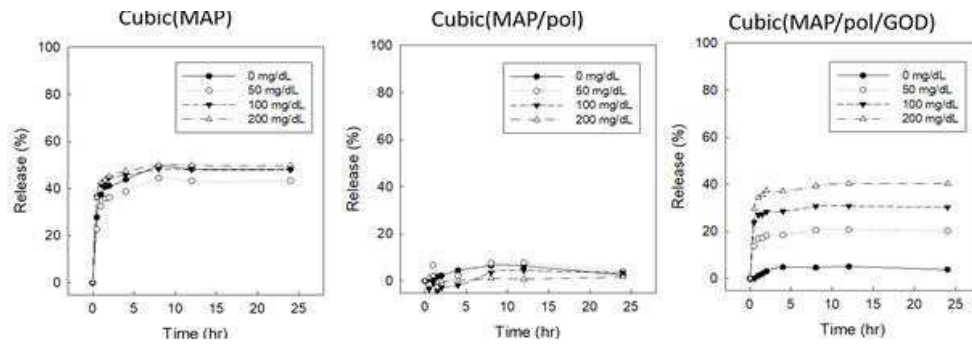 Cubic(MAP)
100
80
60
40
20
0
Release (%)
0 mg/dL
50 mg/dL
100 mg/dL
200 mg/dL
0 5 10 15 20 25
Time (hr)
Cubic(MAP/pol)
100
80
60
40
20
0
Release (%)
0 mg/dL
50 mg/dL
100 mg/dL
200 mg/dL
0 5 10 15 20 25
Time (hr)
Cubic(MAP/pol/GOD)
100
80
60
40
20
0
Release (%)
0 mg/dL
50 mg/dL
100 mg/dL
200 mg/dL
0 5 10 15 20 25
Time (hr)